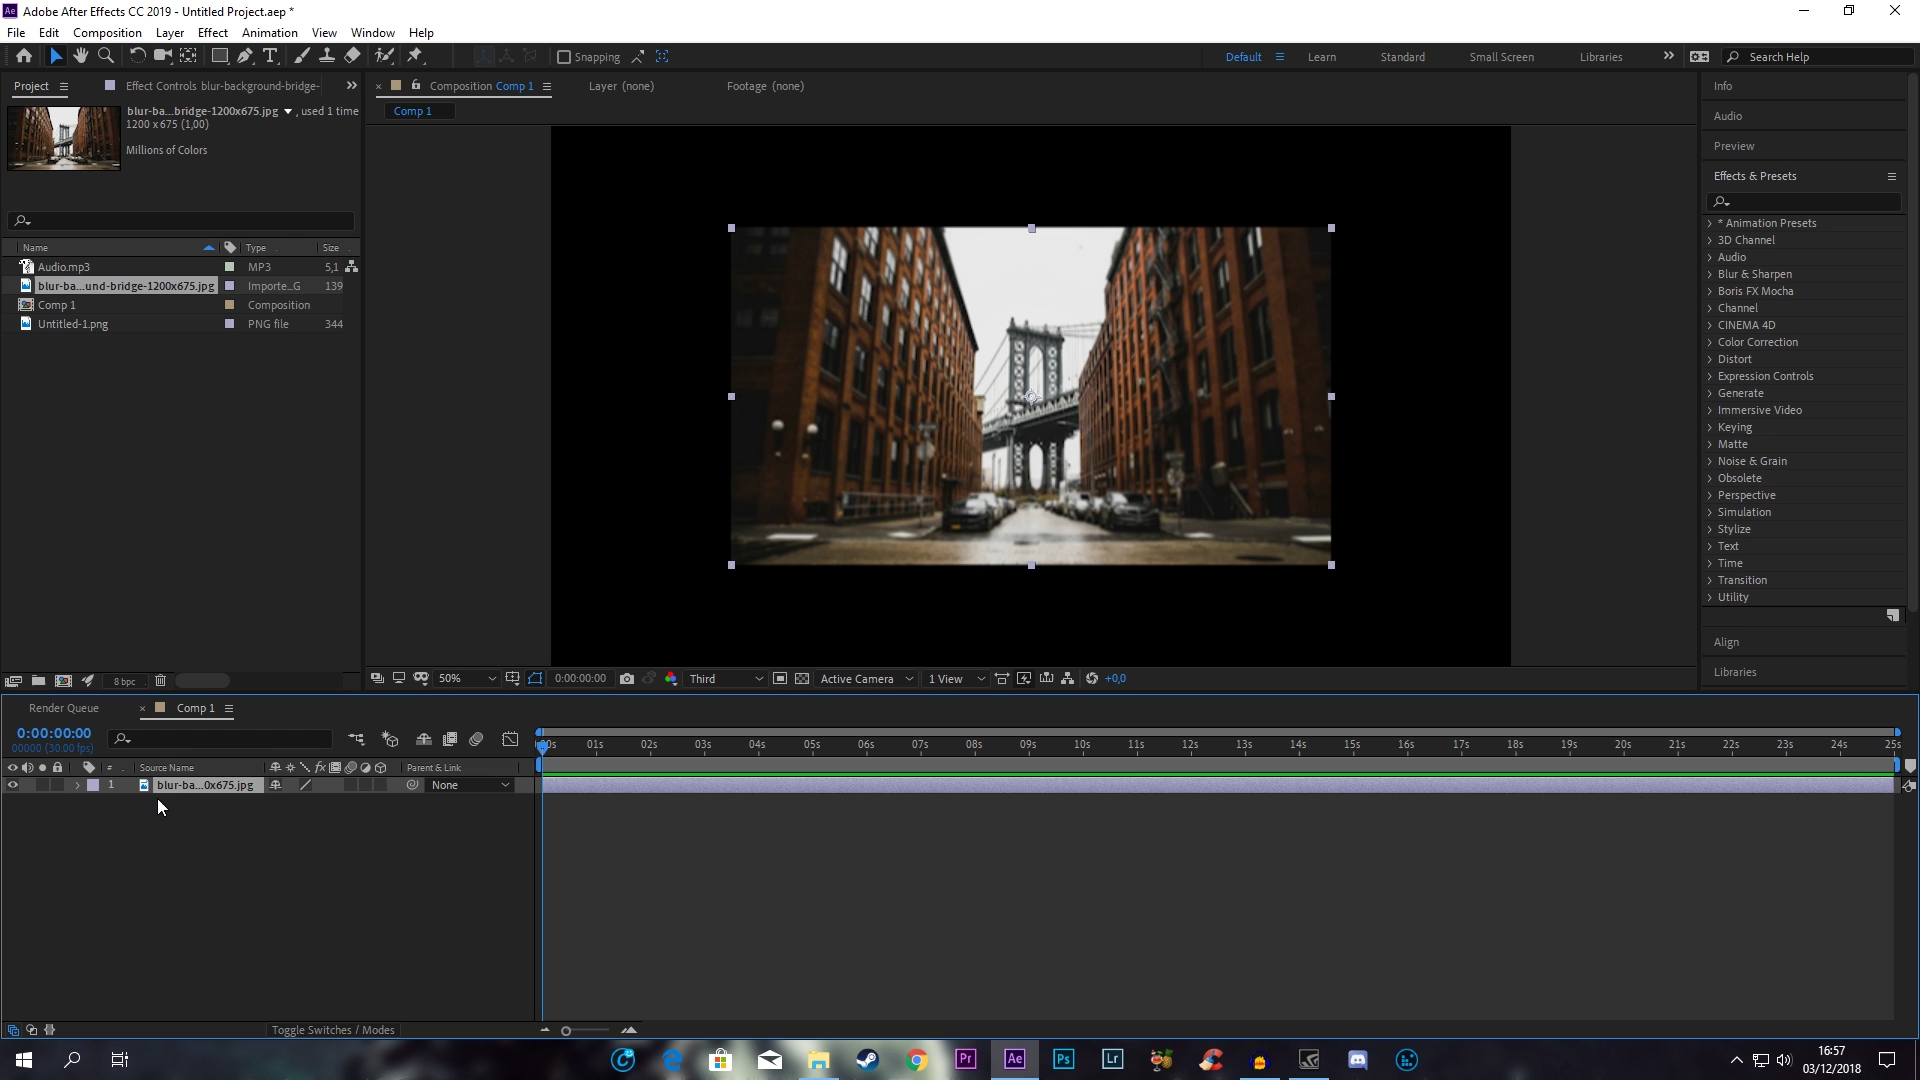 Adobe After Effects CC 2019 - Untitled Project.aep *
File Edit Composition Layer Effect Animation View Window Help
Snapping
Default Learn Standard Small Screen Libraries Search Help
Project Effect Controls blur-background-bridge-
Composition Comp 1 Layer (none) Footage (none)
Comp 1
blur-ba...bridge-1200x675.jpg , used 1 time
1200 x 675 (1,00)
Millions of Colors
Name Type Size
Audio.mp3 MP3 5,1
blur-ba...und-bridge-1200x675.jpg Importe...G 139
Comp 1 Composition
Untitled-1.png PNG file 344
8 bpc
50% 0:00:00:00 Third Active Camera 1 View +0,0
Info
Audio
Preview
Effects & Presets
* Animation Presets
3D Channel
Audio
Blur & Sharpen
Boris FX Mocha
Channel
CINEMA 4D
Color Correction
Distort
Expression Controls
Generate
Immersive Video
Keying
Matte
Noise & Grain
Obsolete
Perspective
Simulation
Stylize
Text
Time
Transition
Utility
Align
Libraries
Render Queue Comp 1
0:00:00:00
00000 (30.00 fps)
01s 02s 03s 04s 05s 06s 07s 08s 09s 10s 11s 12s 13s 14s 15s 16s 17s 18s 19s 20s 21s 22s 23s 24s 25s
# Source Name fx Parent & Link
1 blur-ba...0x675.jpg None
Toggle Switches / Modes
Pr Ae Ps Lr
16:57
03/12/2018